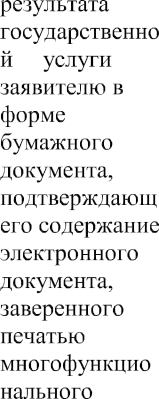 результата
государственно
й услуги
заявителю в
форме
бумажного
документа,
подтверждающ
его содержание
электронного
документа,
заверенного
печатью
многофункцио
нального